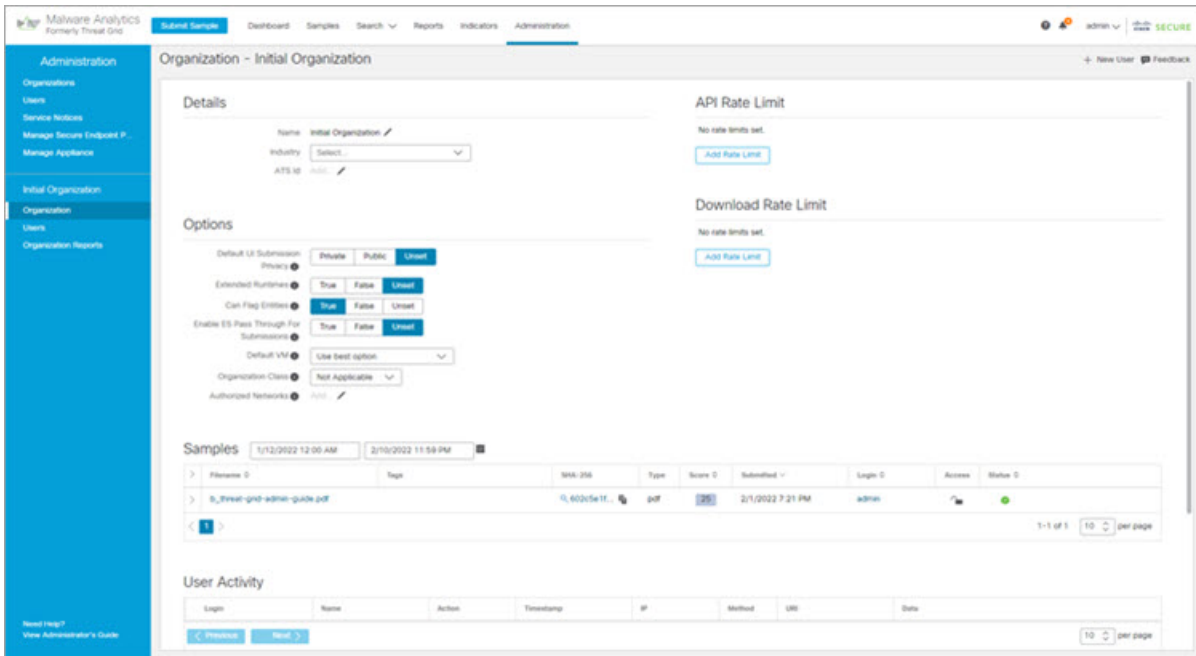 Malware Analytics
Formerly Threat Grid
Submit Sample
Dashboard
Samples
Search
Reports
Indicators
Administration
admin
SECURE
Administration
Organizations
Users
Service Notices
Manage Secure Endpoint P...
Manage Appliance
Initial Organization
Organization
Users
Organization Reports
Need Help?
View Administrator's Guide
Organization - Initial Organization
+ New User
Feedback
Details
Name Initial Organization
Industry Select...
ATS Id Add...
Options
Default UI Submission
Privacy
Private Public Unset
Extended Runtimes True False Unset
Can Flag Entities True False Unset
Enable ES Pass Through For
Submissions
True False Unset
Default VM Use best option
Organization Class Not Applicable
Authorized Networks Add...
API Rate Limit
No rate limits set.
Add Rate Limit
Download Rate Limit
No rate limits set.
Add Rate Limit
Samples 1/12/2022 12:00 AM 2/10/2022 11:59 PM
Filename Tags SHA-256 Type Score Submitted Login Access Status
b_threat-grid-admin-guide.pdf 602c5e1f... pdf 25 2/1/2022 7:21 PM admin
1
1-1 of 1 10 per page
User Activity
Login Name Action Timestamp IP Method URI Data
< Previous Next >
10 per page